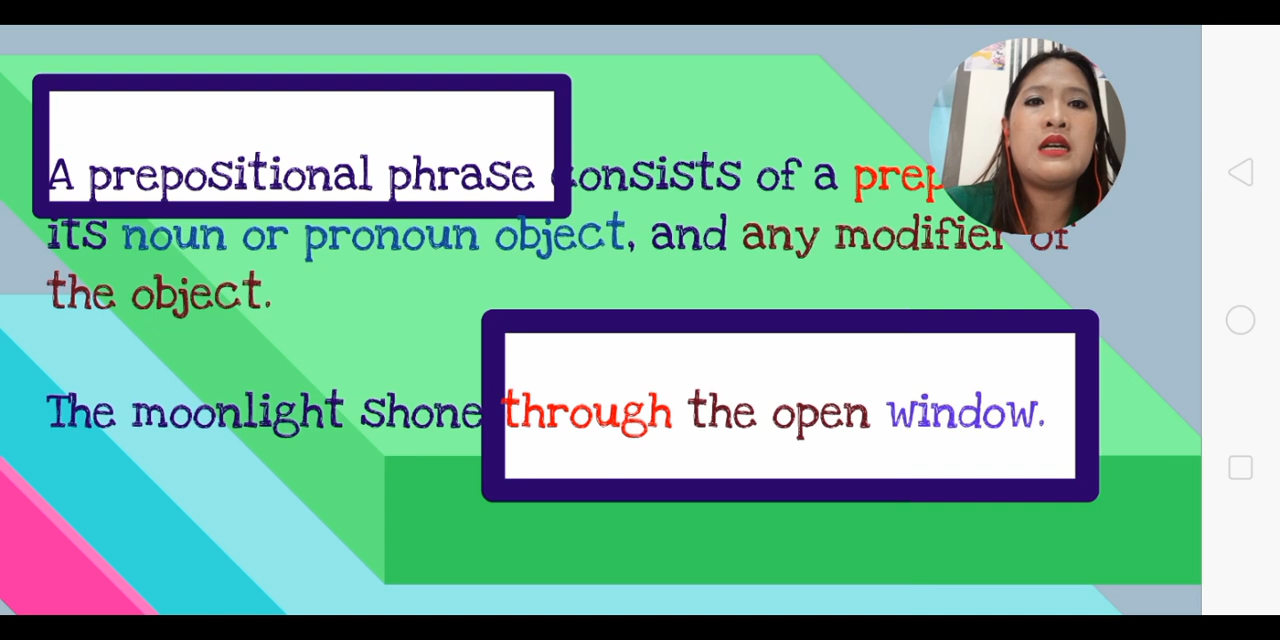 A prepositional phrase consists of a
its noun or pronoun object, and any modifier of
the object.
The moonlight shone through the open window.